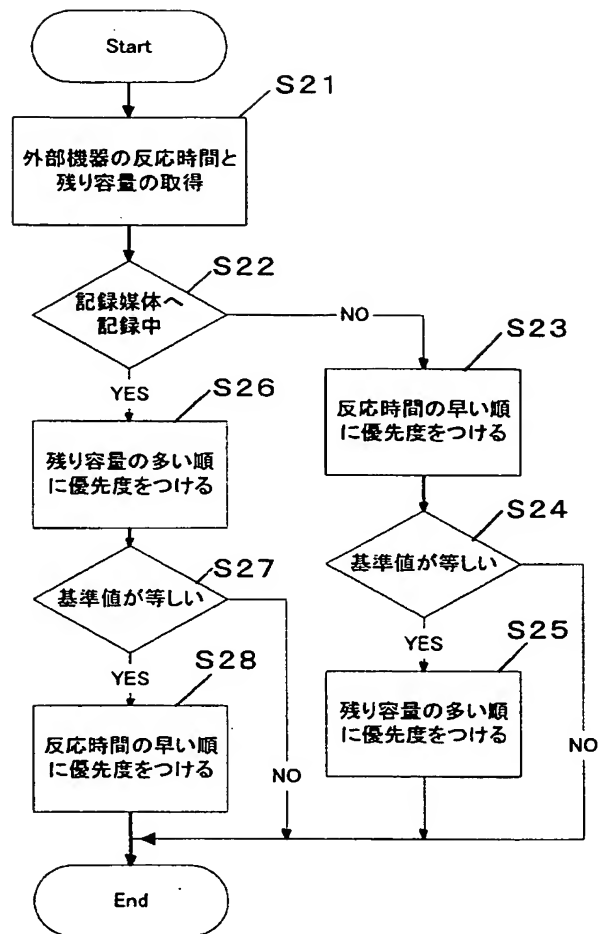 Start
S21
外部機器の反応時間と
残り容量の取得
S22
記録媒体へ
記録中
NO
S23
反応時間の早い順
に優先度をつける
YES
S26
残り容量の多い順
に優先度をつける
S24
基準値が等しい
S27
基準値が等しい
YES
S25
残り容量の多い順
に優先度をつける
NO
YES
S28
反応時間の早い順
に優先度をつける
NO
End